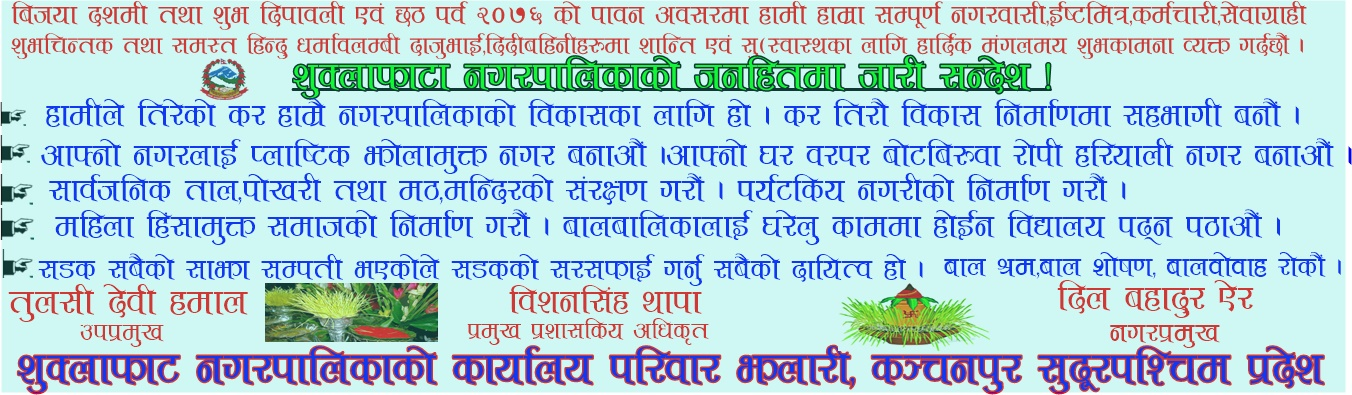 बिजया दशमी तथा शुभ दिपावली एवं छठ पर्व २०७६ को पावन अवसरमा हामी हाम्रा सम्पूर्ण नगरवासी,ईष्टमित्र,कर्मचारी,सेवाग्राही
शुभचिन्तक तथा समस्त हिन्दु धर्मावलम्बी दाजुभाई,दिदीबहिनीहरुमा शान्ति एवं सु(स्वास्थका लागि हार्दिक मंगलमय शुभकामना व्यक्त गर्दछौं ।
शुक्लाफाटा नगरपालिकाको जनहितमा जारी सन्देश !
हामीले तिरेको कर हाम्रै नगरपालिकाको विकासका लागि हो । कर तिरौ विकास निर्माणमा सहभागी बनौं ।
आफ्नो नगरलाई प्लाष्टिक झोलामुक्त नगर बनाऔं ।आफ्नो घर वरपर बोटबिरुवा रोपी हरियाली नगर बनाऔं ।
सार्वजनिक ताल,पोखरी तथा मठ,मन्दिरको संरक्षण गरौं । पर्यटकिय नगरीको निर्माण गरौं ।
महिला हिंसामुक्त समाजको निर्माण गरौं । बालबालिकालाई घरेलु काममा होईन विद्यालय पढ्न पठाऔं ।
सडक सबैको साझा सम्पती भएकोले सडकको सरसफाई गर्नु सबैको दायित्व हो । बाल श्रम,बाल शोषण, बालवोवाह रोकौं ।
तुलसी देवी हमाल
उपप्रमुख
विशनसिंह थापा
प्रमुख प्रशासकिय अधिकृत
दिल बहादुर ऐर
नगरप्रमुख
शुक्लाफाट नगरपालिकाको कार्यालय परिवार झलारी, कञ्चनपुर सुदूरपश्चिम प्रदेश